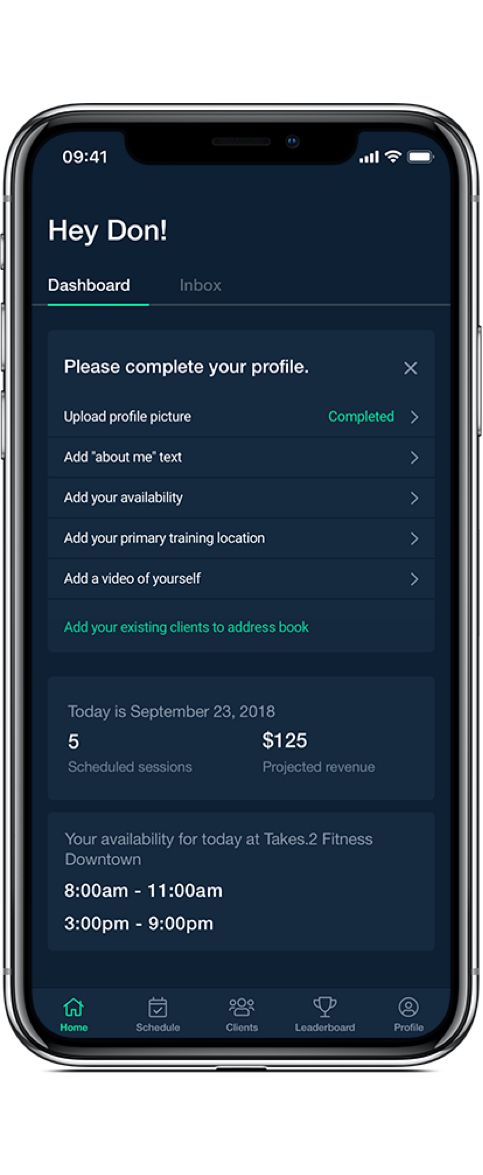 09:41
Hey Don!
Dashboard Inbox
Please complete your profile.
Upload profile picture Completed
Add "about me" text
Add your availability
Add your primary training location
Add a video of yourself
Add your existing clients to address book
Today is September 23, 2018
5 $125
Scheduled sessions Projected revenue
Your availability for today at Takes.2 Fitness
Downtown
8:00am - 11:00am
3:00pm - 9:00pm
Home Schedule Clients Leaderboard Profile